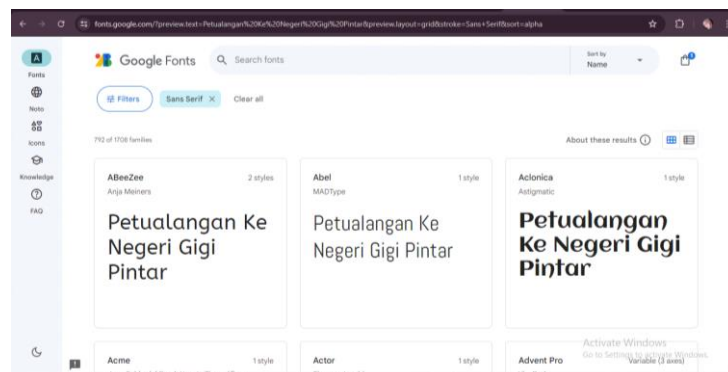 fonts.google.com/?preview.text=Petualangan%20Ke%20Negeri%20Gigi%20Pintar&preview.layout=grid&stroke=Sans+Serif&sort=alpha
Fonts
Noto
Icons
Knowledge
FAQ
Google Fonts
Search fonts
Sort by
Name
Filters
Sans Serif
Clear all
792 of 1708 families
About these results
ABeeZee
2 styles
Anja Meiners
Petualangan Ke
Negeri Gigi
Pintar
Abel
1 style
MADType
Petualangan Ke
Negeri Gigi Pintar
Aclonica
1 style
Astigmatic
Petualangan
Ke Negeri Gigi
Pintar
Acme
1 style
Actor
1 style
Advent Pro
Variable (3 axes)
Activate Windows
Go to Settings to activate Windows.